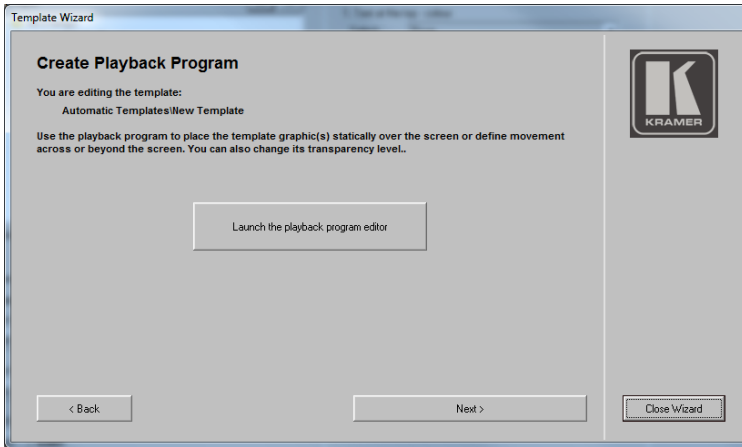 Template Wizard
Create Playback Program
You are editing the template:
Automatic Templates\New Template
Use the playback program to place the template graphic(s) statically over the screen or define movement
across or beyond the screen. You can also change its transparency level..
KRAMER
Launch the playback program editor
< Back
Next >
Close Wizard